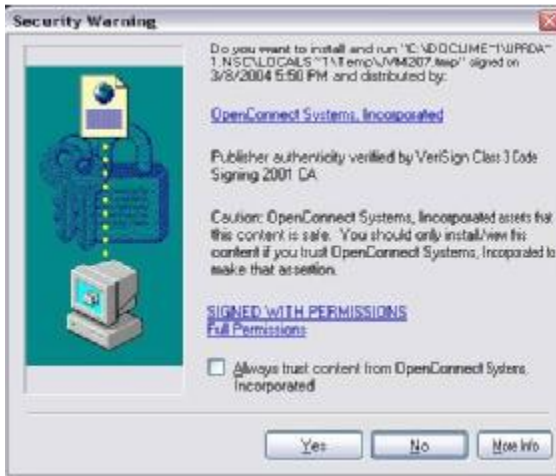 Security Warning
Do you want to install and run "C:\DOCUME~1\UPRDA~
1.NSC\LOCALS~1\Temp\JVM207.tmp" signed on
3/8/2004 5:50 PM and distributed by:
OpenConnect Systems, Incorporated
Publisher authenticity verified by VeriSign Class 3 Code
Signing 2001 CA
Caution: OpenConnect Systems, Incorporated asserts that
this content is safe. You should only install/view this
content if you trust OpenConnect Systems, Incorporated to
make that assertion.
SIGNED WITH PERMISSIONS
Full Permissions
Always trust content from OpenConnect Systems,
Incorporated
Yes
No
More Info